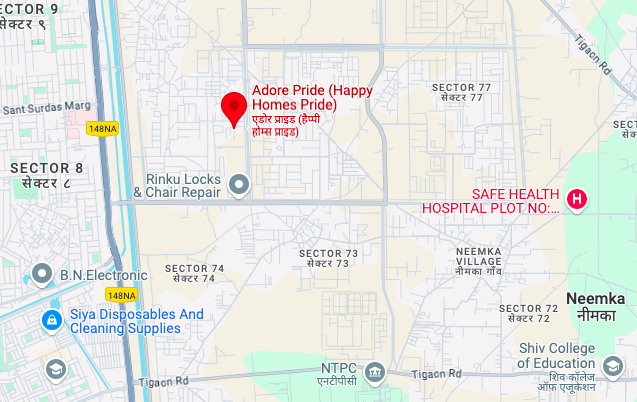 ECTOR 9
सेक्टर ९
Tigaon Rd
Sant Surdas Marg
148NA
Adore Pride (Happy
Homes Pride)
एडोर प्राइड (हैप्पी
होम्स प्राइड)
SECTOR 77
सेक्टर 77
SECTOR 8
सेक्टर ८
Rinku Locks
& Chair Repair
SAFE HEALTH
HOSPITAL PLOT NO:...
H
SECTOR 73
सेक्टर 73
NEEMKA
VILLAGE
नीमका गाँव
SECTOR 74
सेक्टर 74
B.N.Electronic
148NA
Neemka
नीमका
SECTOR 72
सेक्टर 72
Siya Disposables And
Cleaning Supplies
Shiv College
of Education
शिव कॉलेज
ऑफ़ एजूकेशन
NTPC
एनटीपीसी
Tigaon Rd
Tigaon Rd